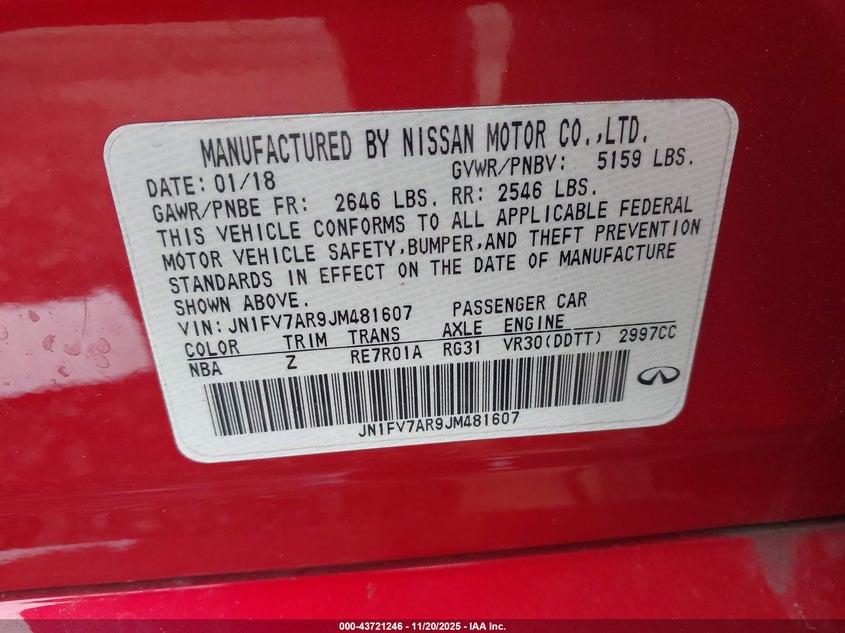 MANUFACTURED BY NISSAN MOTOR CO.,LTD.
DATE: 01/18 GVWR/PNBV: 5159 LBS.
GAWR/PNBE FR: 2646 LBS. RR: 2546 LBS.
THIS VEHICLE CONFORMS TO ALL APPLICABLE FEDERAL
MOTOR VEHICLE SAFETY,BUMPER,AND THEFT PREVENTION
STANDARDS IN EFFECT ON THE DATE OF MANUFACTURE
SHOWN ABOVE.
VIN: JN1FV7AR9JM481607 PASSENGER CAR
COLOR TRIM TRANS AXLE ENGINE
NBA Z RE7R01A RG31 VR30(DDTT) 2997CC
JN1FV7AR9JM481607
000-43721246 - 11/20/2025 - IAA Inc.